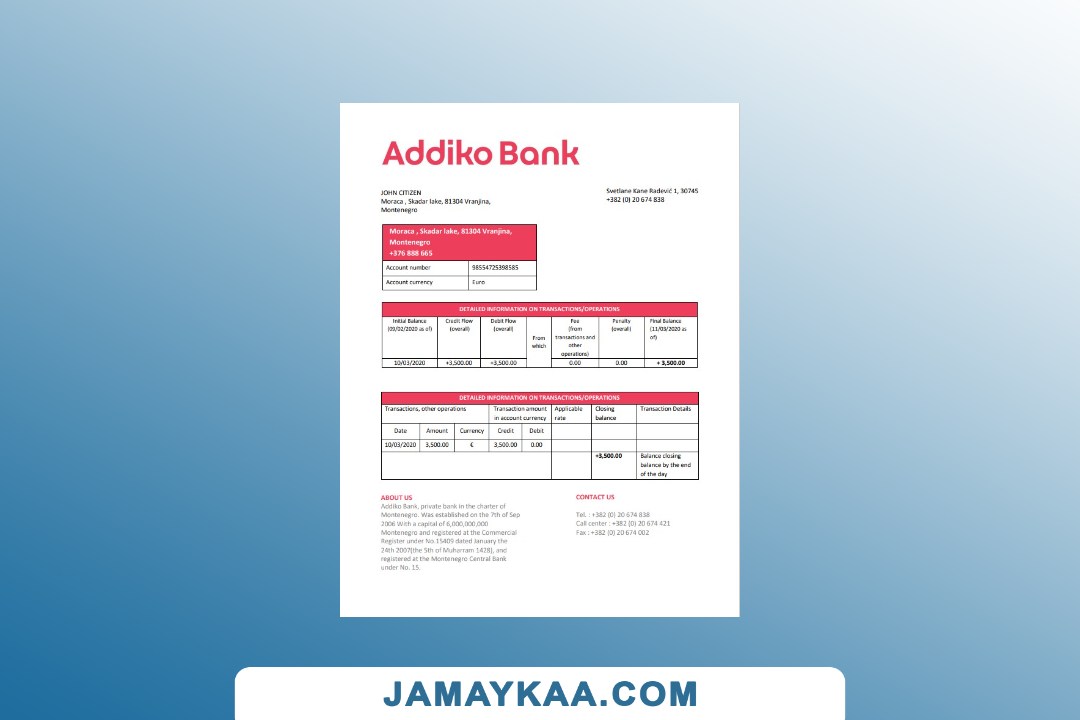 Addiko Bank
JOHN CITIZEN
Moraca , Skadar lake, 81304 Vranjina,
Montenegro
Svetlane Kane Radević 1, 30745
+382 (0) 20 674 838
Moraca , Skadar lake, 81304 Vranjina,
Montenegro
+376 888 665
Account number 98554725398585
Account currency Euro
DETAILED INFORMATION ON TRANSACTIONS/OPERATIONS
Initial Balance
(09/02/2020 as of)
Credit Flow
(overall)
Debit Flow
(overall)
From
which
Fee
(from
transactions and
other
operations)
Penalty
(overall)
Final Balance
(11/03/2020 as
of)
10/03/2020 +3,500.00 +3,500.00 0.00 0.00 + 3,500.00
DETAILED INFORMATION ON TRANSACTIONS/OPERATIONS
Transactions, other operations
Transaction amount
in account currency
Applicable
rate
Closing
balance
Transaction Details
Date Amount Currency Credit Debit
10/03/2020 3,500.00 € 3,500.00 0.00
+3,500.00
Balance closing
balance by the end
of the day
ABOUT US
Addiko Bank, private bank in the charter of
Montenegro. Was established on the 7th of Sep
2006 With a capital of 6,000,000,000
Montenegro and registered at the Commercial
Register under No.15409 dated January the
24th 2007(the 5th of Muharram 1428), and
registered at the Montenegro Central Bank
under No. 15.
CONTACT US
Tel. : +382 (0) 20 674 838
Call center : +382 (0) 20 674 421
Fax : +382 (0) 20 674 002
JAMAYKAA.COM